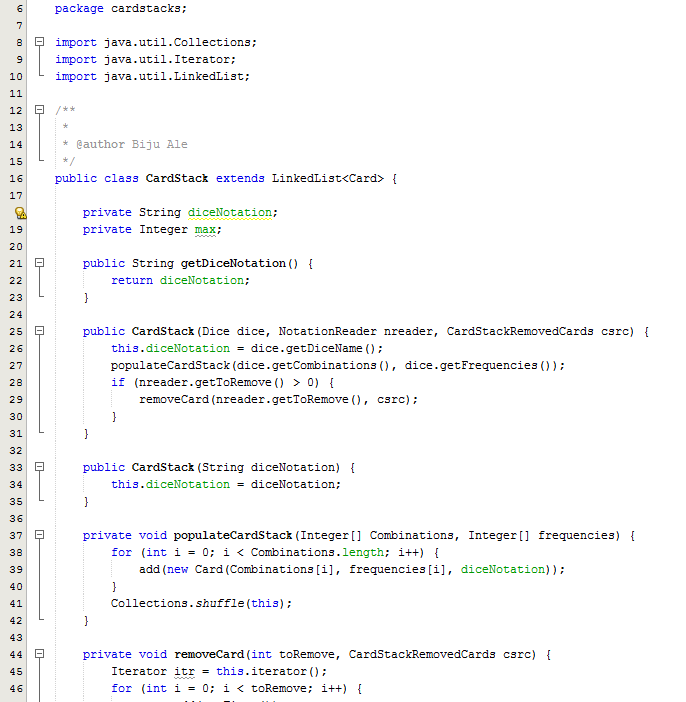 6 package cardstacks;
7
8 import java.util.Collections;
9 import java.util.Iterator;
10 import java.util.LinkedList;
11
12 /**
13 *
14 * @author Biju Ale
15 */
16 public class CardStack extends LinkedList<Card> {
17
private String diceNotation;
19 private Integer max;
20
21 public String getDiceNotation() {
22 return diceNotation;
23 }
24
25 public CardStack(Dice dice, NotationReader nreader, CardStackRemovedCards csrc) {
26 this.diceNotation = dice.getDiceName();
27 populateCardStack(dice.getCombinations(), dice.getFrequencies());
28 if (nreader.getToRemove() > 0) {
29 removeCard(nreader.getToRemove(), csrc);
30 }
31 }
32
33 public CardStack(String diceNotation) {
34 this.diceNotation = diceNotation;
35 }
36
37 private void populateCardStack(Integer[] Combinations, Integer[] frequencies) {
38 for (int i = 0; i < Combinations.length; i++) {
39 add(new Card(Combinations[i], frequencies[i], diceNotation));
40 }
41 Collections.shuffle(this);
42 }
43
44 private void removeCard(int toRemove, CardStackRemovedCards csrc) {
45 Iterator itr = this.iterator();
46 for (int i = 0; i < toRemove; i++) {